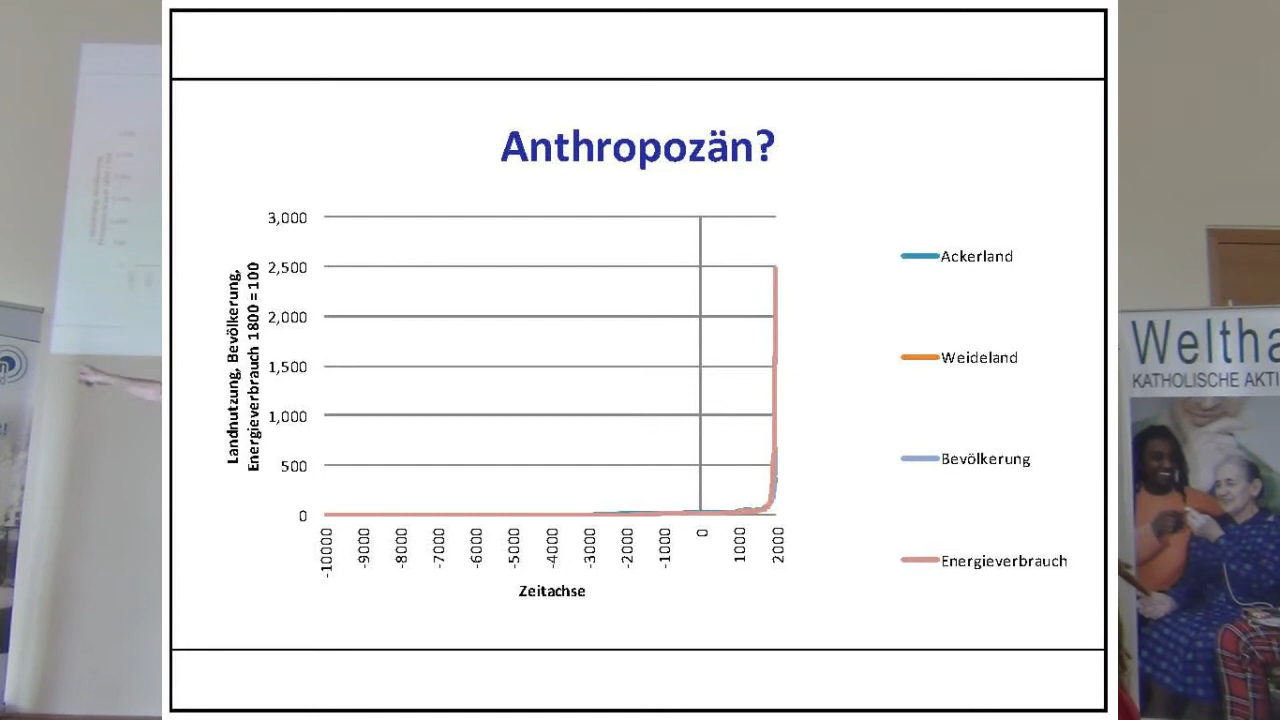 Anthropozän?
Landnutzung, Bevölkerung,
Energieverbrauch 1800 = 100
3,000
2,500
2,000
1,500
1,000
500
0
-10000
-9000
-8000
-7000
-6000
-5000
-4000
-3000
-2000
-1000
0
1000
2000
Zeitachse
Ackerland
Weideland
Bevölkerung
Energieverbrauch
Weltha
KATHOLISCHE AKTI